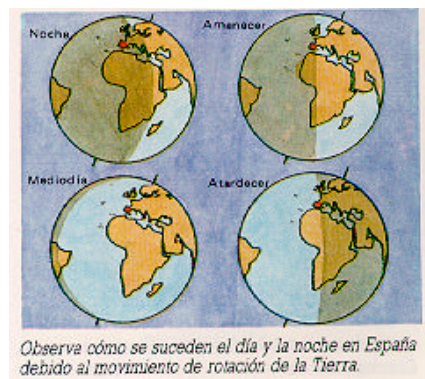 Noche
Amanecer
Mediodía
Atardecer
Observa cómo se suceden el día y la noche en España
debido al movimiento de rotación de la Tierra.